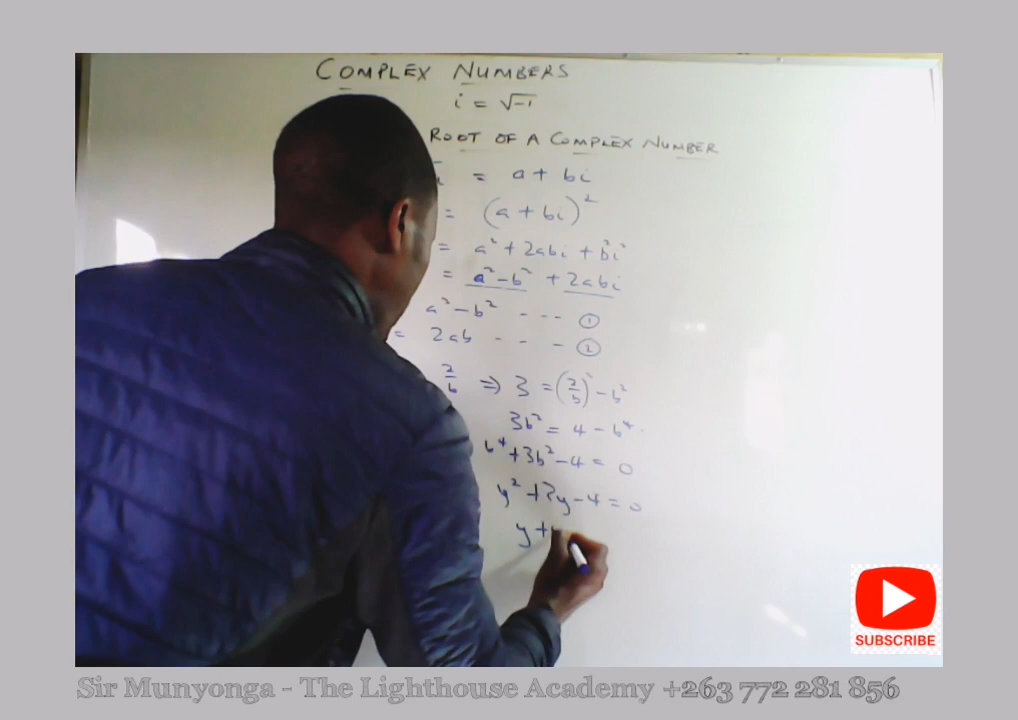 COMPLEX NUMBERS
i = √-1
ROOT OF A COMPLEX NUMBER
i = a + bi
= (a + bi)²
= a² + 2abi + b²i²
= a² - b² + 2abi
a² - b² - - - ①
= 2ab - - - ②
2/b ⇒ 3 = (2/b)² - b²
3b² = 4 - b⁴
b⁴ + 3b² - 4 = 0
y² + 3y - 4 = 0
y +
SUBSCRIBE
Sir Munyonga - The Lighthouse Academy +263 772 281 856